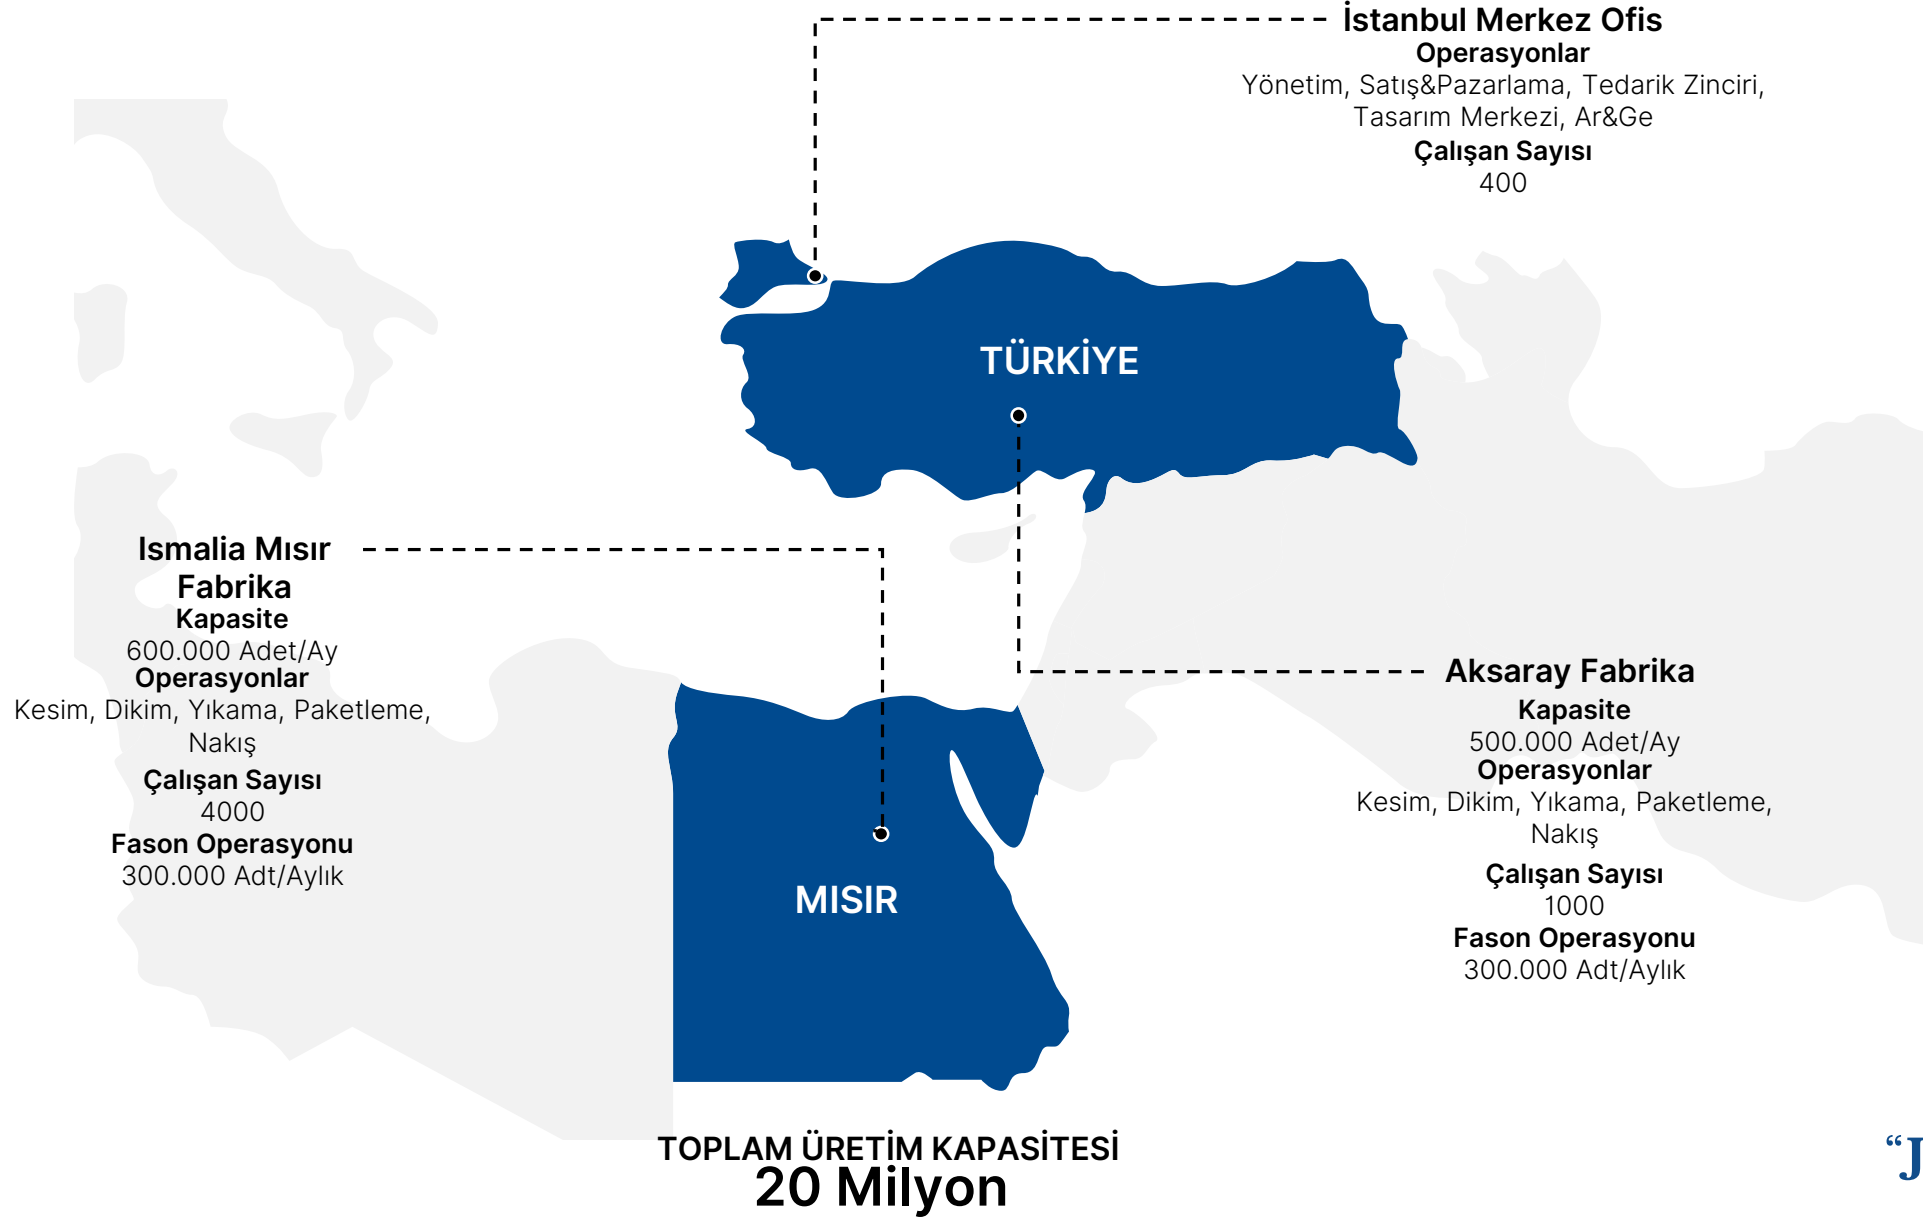 İstanbul Merkez Ofis
Operasyonlar
Yönetim, Satış&Pazarlama, Tedarik Zinciri,
Tasarım Merkezi, Ar&Ge
Çalışan Sayısı
400
TÜRKİYE
Ismalia Mısır
Fabrika
Kapasite
600.000 Adet/Ay
Operasyonlar
Kesim, Dikim, Yıkama, Paketleme,
Nakış
Çalışan Sayısı
4000
Fason Operasyonu
300.000 Adt/Aylık
MISIR
Aksaray Fabrika
Kapasite
500.000 Adet/Ay
Operasyonlar
Kesim, Dikim, Yıkama, Paketleme,
Nakış
Çalışan Sayısı
1000
Fason Operasyonu
300.000 Adt/Aylık
TOPLAM ÜRETİM KAPASİTESİ
20 Milyon
“J